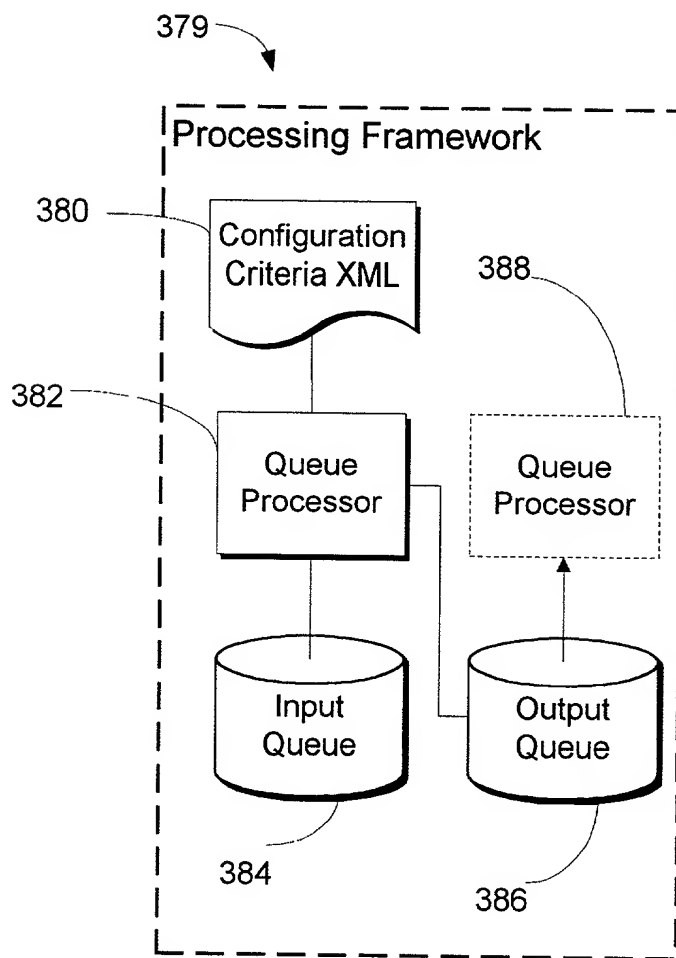 379
Processing Framework
380
Configuration
Criteria XML
388
382
Queue
Processor
Queue
Processor
Input
Queue
Output
Queue
384
386